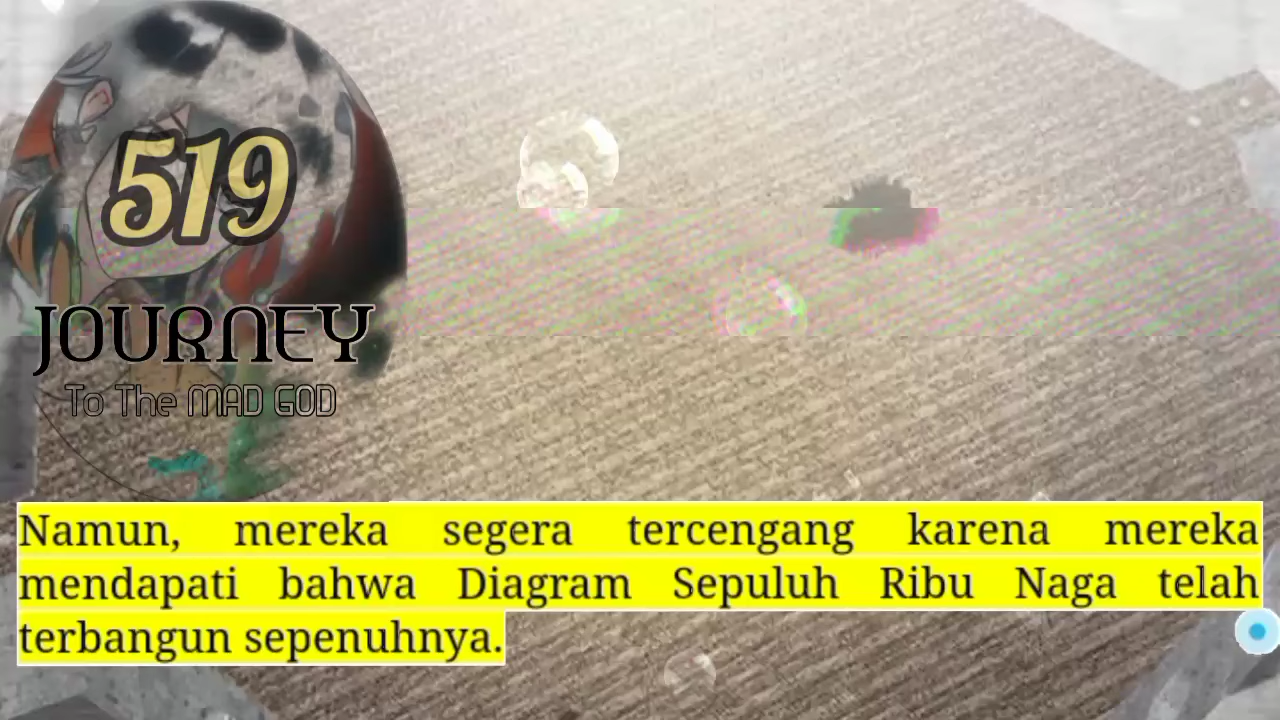 519
JOURNEY
To The MAD GOD
Namun, mereka segera tercengang karena mereka
mendapati bahwa Diagram Sepuluh Ribu Naga telah
terbangun sepenuhnya.